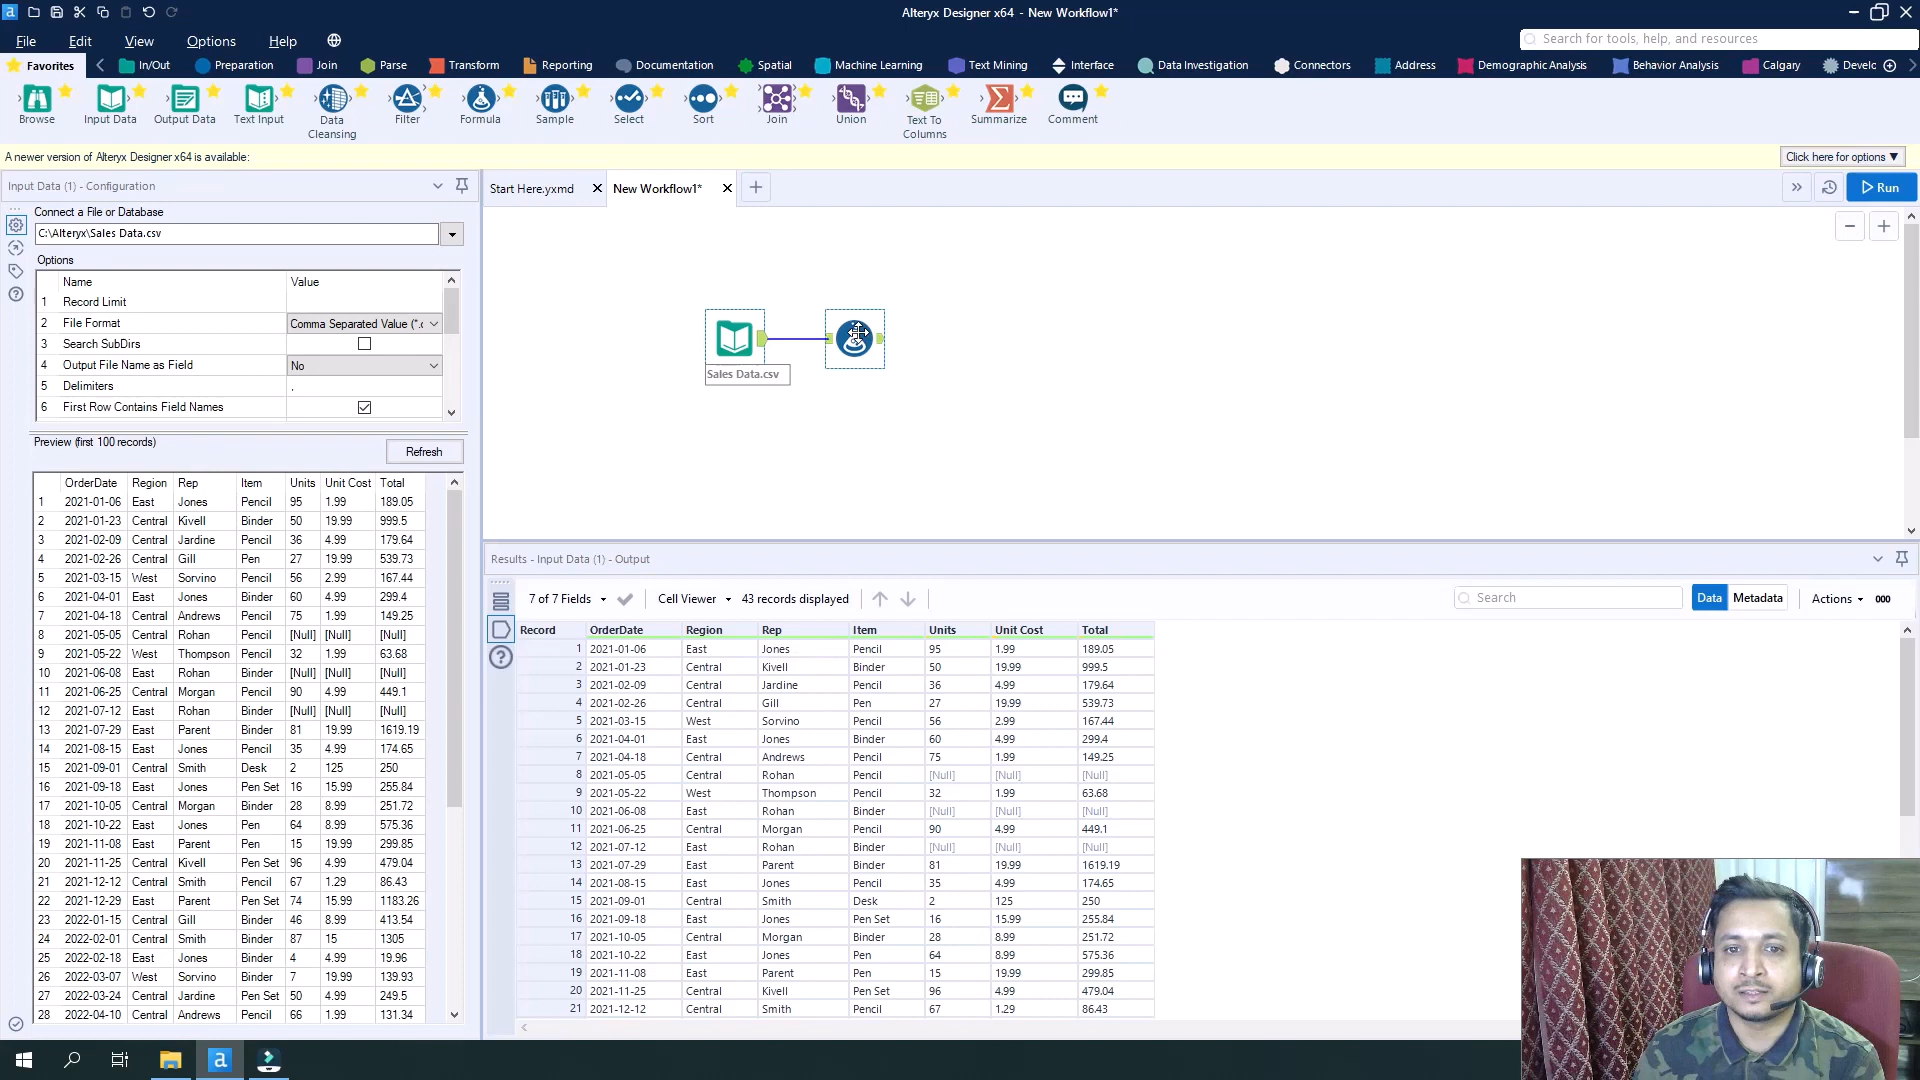 Alteryx Designer x64 - New Workflow1*
File Edit View Options Help
Search for tools, help, and resources
Favorites In/Out Preparation Join Parse Transform Reporting Documentation Spatial Machine Learning Text Mining Interface Data Investigation Connectors Address Demographic Analysis Behavior Analysis Calgary Develc
Browse Input Data Output Data Text Input Data Cleansing Filter Formula Sample Select Sort Join Union Text To Columns Summarize Comment
A newer version of Alteryx Designer x64 is available: Click here for options ▼
Input Data (1) - Configuration
Start Here.yxmd New Workflow1* Run
Connect a File or Database
C:\Alteryx\Sales Data.csv
Options
Name Value
1 Record Limit
2 File Format Comma Separated Value (*.c
3 Search SubDirs
4 Output File Name as Field No
5 Delimiters ,
6 First Row Contains Field Names
Sales Data.csv
Preview (first 100 records) Refresh
OrderDate Region Rep Item Units Unit Cost Total
1 2021-01-06 East Jones Pencil 95 1.99 189.05
2 2021-01-23 Central Kivell Binder 50 19.99 999.5
3 2021-02-09 Central Jardine Pencil 36 4.99 179.64
4 2021-02-26 Central Gill Pen 27 19.99 539.73
5 2021-03-15 West Sorvino Pencil 56 2.99 167.44
6 2021-04-01 East Jones Binder 60 4.99 299.4
7 2021-04-18 Central Andrews Pencil 75 1.99 149.25
8 2021-05-05 Central Rohan Pencil [Null] [Null] [Null]
9 2021-05-22 West Thompson Pencil 32 1.99 63.68
10 2021-06-08 East Rohan Binder [Null] [Null] [Null]
11 2021-06-25 Central Morgan Pencil 90 4.99 449.1
12 2021-07-12 East Rohan Binder [Null] [Null] [Null]
13 2021-07-29 East Parent Binder 81 19.99 1619.19
14 2021-08-15 East Jones Pencil 35 4.99 174.65
15 2021-09-01 Central Smith Desk 2 125 250
16 2021-09-18 East Jones Pen Set 16 15.99 255.84
17 2021-10-05 Central Morgan Binder 28 8.99 251.72
18 2021-10-22 East Jones Pen 64 8.99 575.36
19 2021-11-08 East Parent Pen 15 19.99 299.85
20 2021-11-25 Central Kivell Pen Set 96 4.99 479.04
21 2021-12-12 Central Smith Pencil 67 1.29 86.43
22 2021-12-29 East Parent Pen Set 74 15.99 1183.26
23 2022-01-15 Central Gill Binder 46 8.99 413.54
24 2022-02-01 Central Smith Binder 87 15 1305
25 2022-02-18 East Jones Binder 4 4.99 19.96
26 2022-03-07 West Sorvino Binder 7 19.99 139.93
27 2022-03-24 Central Jardine Pen Set 50 4.99 249.5
28 2022-04-10 Central Andrews Pencil 66 1.99 131.34
Results - Input Data (1) - Output
7 of 7 Fields Cell Viewer 43 records displayed Search Data Metadata Actions 000
Record OrderDate Region Rep Item Units Unit Cost Total
1 2021-01-06 East Jones Pencil 95 1.99 189.05
2 2021-01-23 Central Kivell Binder 50 19.99 999.5
3 2021-02-09 Central Jardine Pencil 36 4.99 179.64
4 2021-02-26 Central Gill Pen 27 19.99 539.73
5 2021-03-15 West Sorvino Pencil 56 2.99 167.44
6 2021-04-01 East Jones Binder 60 4.99 299.4
7 2021-04-18 Central Andrews Pencil 75 1.99 149.25
8 2021-05-05 Central Rohan Pencil [Null] [Null] [Null]
9 2021-05-22 West Thompson Pencil 32 1.99 63.68
10 2021-06-08 East Rohan Binder [Null] [Null] [Null]
11 2021-06-25 Central Morgan Pencil 90 4.99 449.1
12 2021-07-12 East Rohan Binder [Null] [Null] [Null]
13 2021-07-29 East Parent Binder 81 19.99 1619.19
14 2021-08-15 East Jones Pencil 35 4.99 174.65
15 2021-09-01 Central Smith Desk 2 125 250
16 2021-09-18 East Jones Pen Set 16 15.99 255.84
17 2021-10-05 Central Morgan Binder 28 8.99 251.72
18 2021-10-22 East Jones Pen 64 8.99 575.36
19 2021-11-08 East Parent Pen 15 19.99 299.85
20 2021-11-25 Central Kivell Pen Set 96 4.99 479.04
21 2021-12-12 Central Smith Pencil 67 1.29 86.43